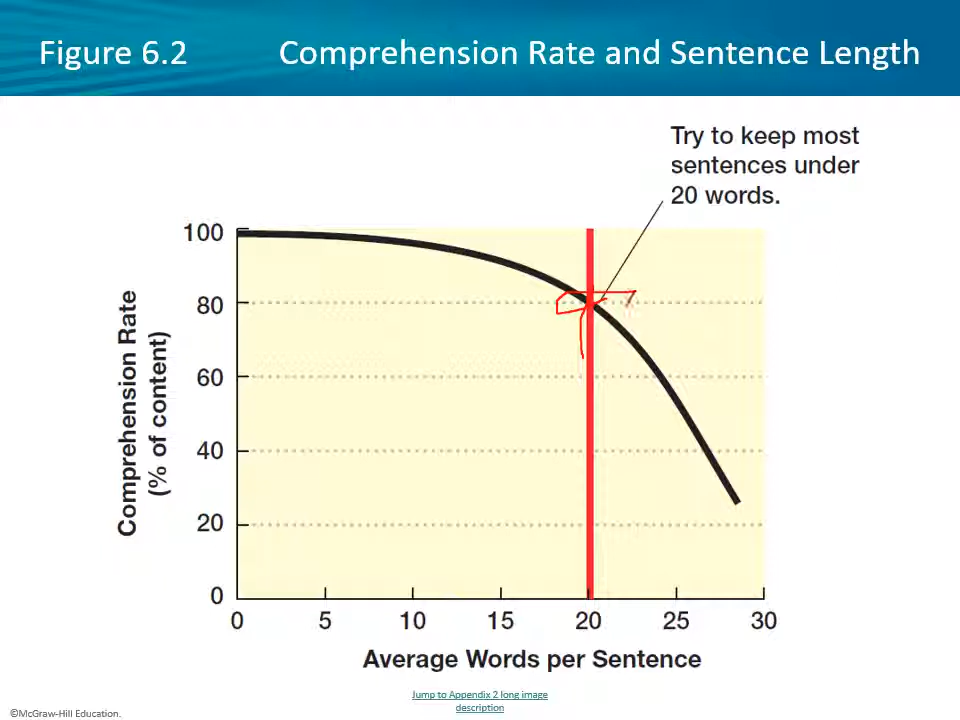 Figure 6.2 Comprehension Rate and Sentence Length
Try to keep most
sentences under
20 words.
Comprehension Rate
(% of content)
100
80
60
40
20
0
0 5 10 15 20 25 30
Average Words per Sentence
Jump to Appendix 2 long image
description
©McGraw-Hill Education.